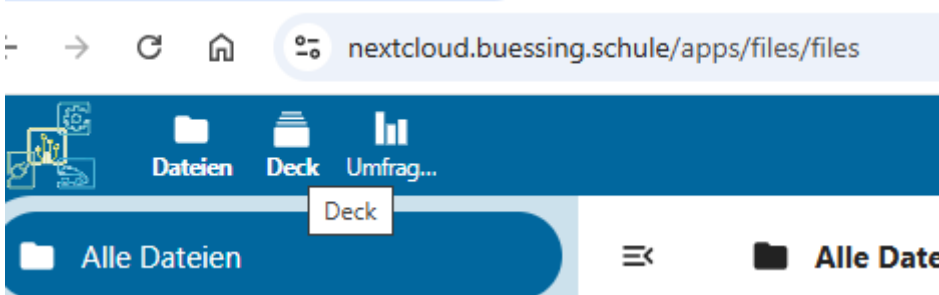 nextcloud.buessing.schule/apps/files/files
Dateien Deck Umfrag...
Deck
Alle Dateien Alle Date